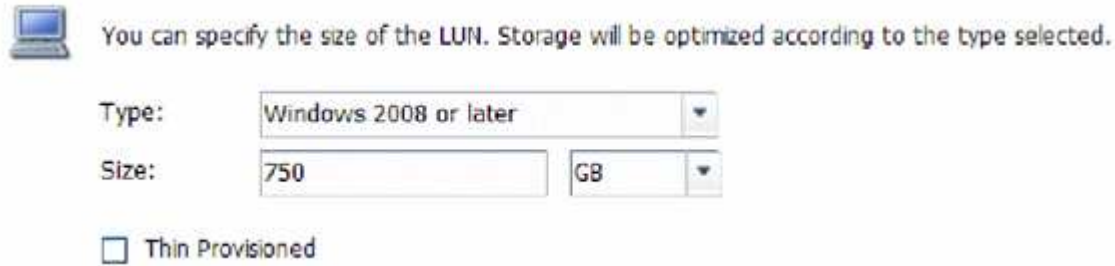 You can specify the size of the LUN. Storage will be optimized according to the type selected.
Type: Windows 2008 or later
Size: 750 GB
Thin Provisioned